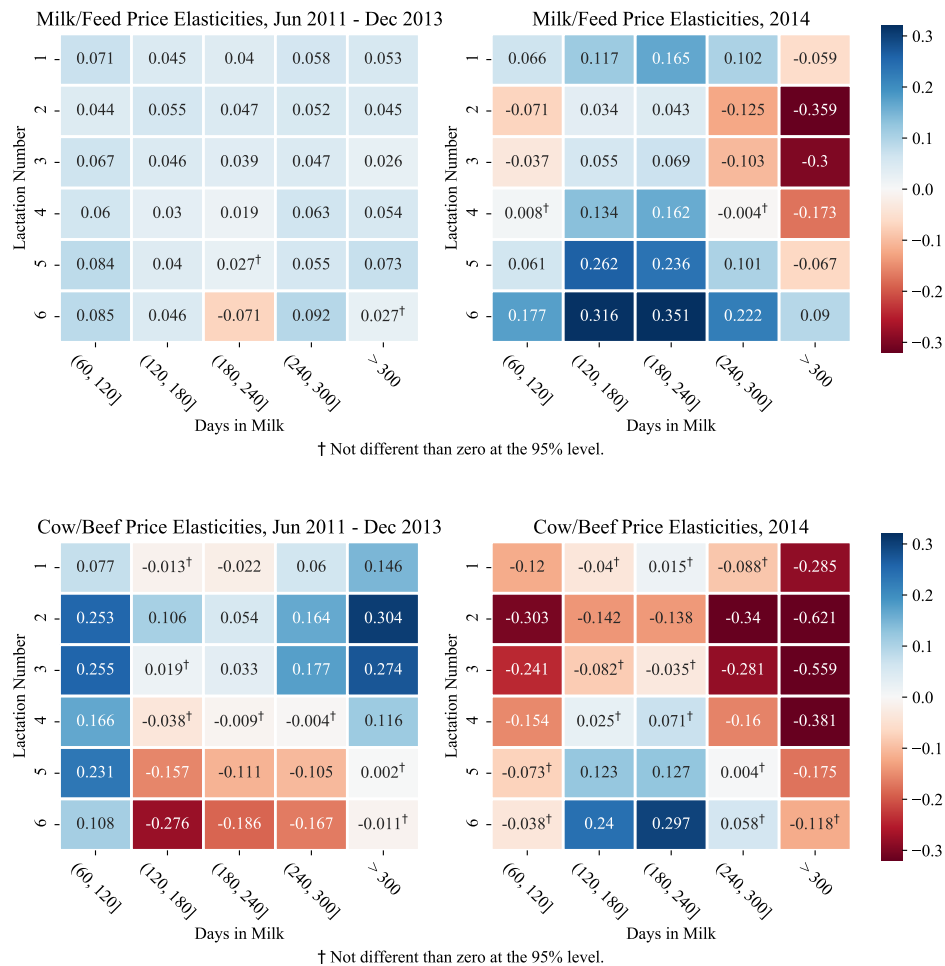 Milk/Feed Price Elasticities, Jun 2011 - Dec 2013
Milk/Feed Price Elasticities, 2014
Lactation Number
1 0.071 0.045 0.04 0.058 0.053
2 0.044 0.055 0.047 0.052 0.045
3 0.067 0.046 0.039 0.047 0.026
4 0.06 0.03 0.019 0.063 0.054
5 0.084 0.04 0.027† 0.055 0.073
6 0.085 0.046 -0.071 0.092 0.027†
(60, 120] (120, 180] (180, 240] (240, 300] > 300
Days in Milk
Lactation Number
1 0.066 0.117 0.165 0.102 -0.059
2 -0.071 0.034 0.043 -0.125 -0.359
3 -0.037 0.055 0.069 -0.103 -0.3
4 0.008† 0.134 0.162 -0.004† -0.173
5 0.061 0.262 0.236 0.101 -0.067
6 0.177 0.316 0.351 0.222 0.09
(60, 120] (120, 180] (180, 240] (240, 300] > 300
Days in Milk
0.3
0.2
0.1
0.0
−0.1
−0.2
−0.3
† Not different than zero at the 95% level.
Cow/Beef Price Elasticities, Jun 2011 - Dec 2013
Cow/Beef Price Elasticities, 2014
Lactation Number
1 0.077 -0.013† -0.022 0.06 0.146
2 0.253 0.106 0.054 0.164 0.304
3 0.255 0.019† 0.033 0.177 0.274
4 0.166 -0.038† -0.009† -0.004† 0.116
5 0.231 -0.157 -0.111 -0.105 0.002†
6 0.108 -0.276 -0.186 -0.167 -0.011†
(60, 120] (120, 180] (180, 240] (240, 300] > 300
Days in Milk
Lactation Number
1 -0.12 -0.04† 0.015† -0.088† -0.285
2 -0.303 -0.142 -0.138 -0.34 -0.621
3 -0.241 -0.082† -0.035† -0.281 -0.559
4 -0.154 0.025† 0.071† -0.16 -0.381
5 -0.073† 0.123 0.127 0.004† -0.175
6 -0.038† 0.24 0.297 0.058† -0.118†
(60, 120] (120, 180] (180, 240] (240, 300] > 300
Days in Milk
0.3
0.2
0.1
0.0
−0.1
−0.2
−0.3
† Not different than zero at the 95% level.